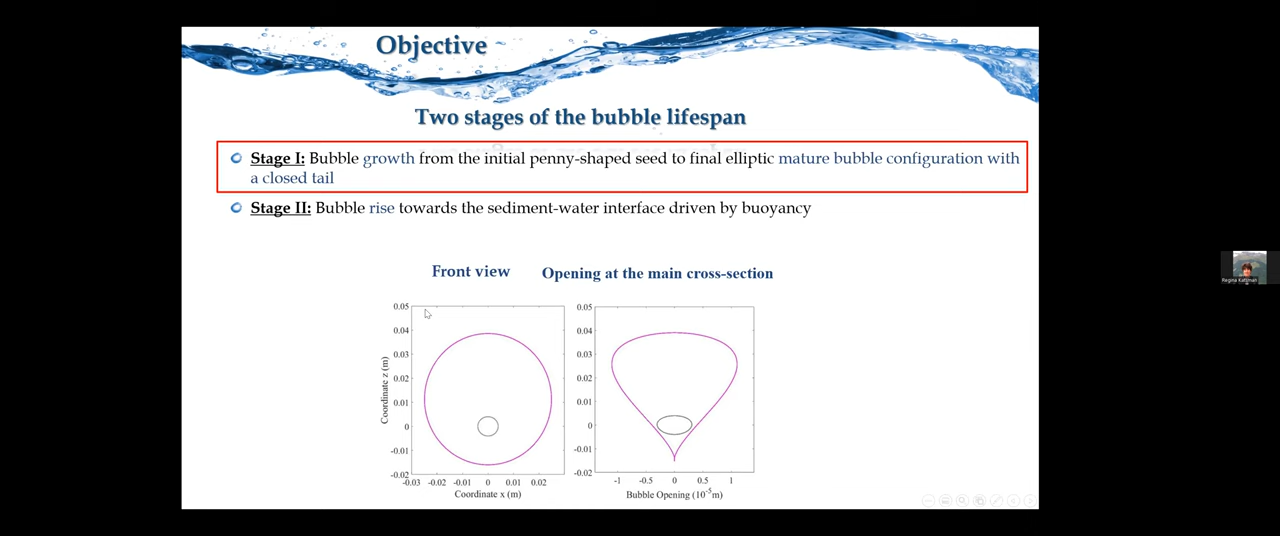 Objective
Two stages of the bubble lifespan
Stage I: Bubble growth from the initial penny-shaped seed to final elliptic mature bubble configuration with
a closed tail
Stage II: Bubble rise towards the sediment-water interface driven by buoyancy
Front view
Opening at the main cross-section
0.05
0.04
0.03
0.02
0.01
0
-0.01
-0.02
Coordinate z (m)
-0.03 -0.02 -0.01 0 0.01 0.02
Coordinate x (m)
0.05
0.04
0.03
0.02
0.01
0
-0.01
-0.02
-1 -0.5 0 0.5 1
Bubble Opening (10⁻⁵m)
Regina Katsman